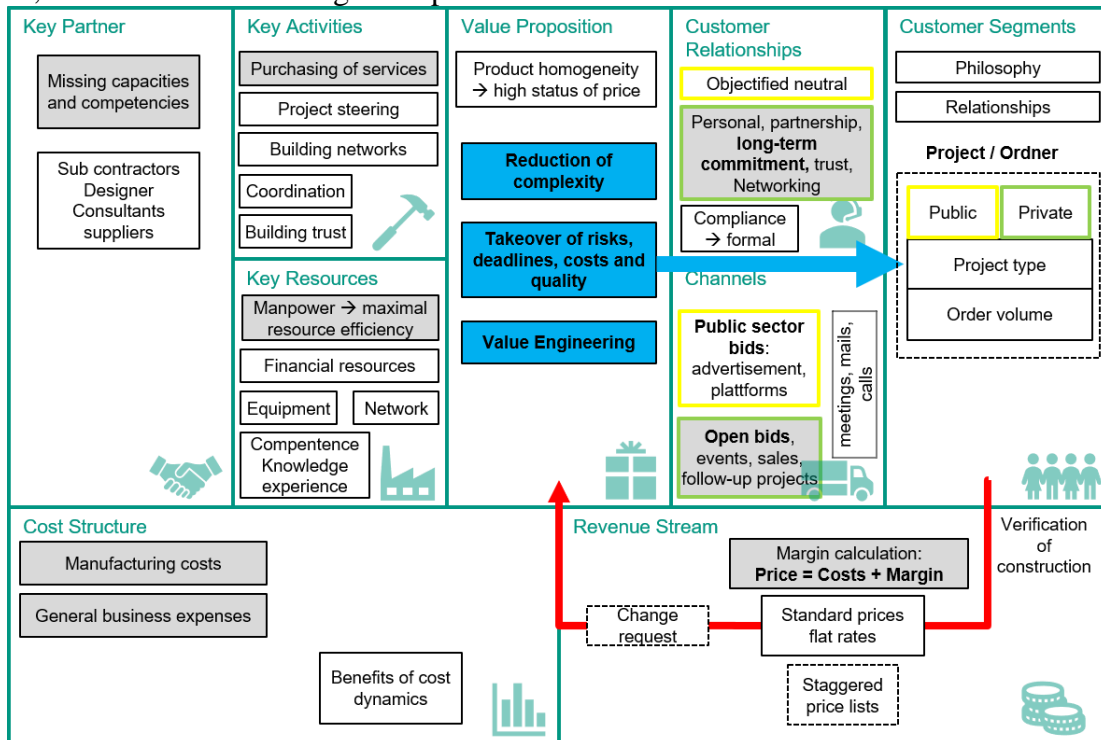 Key Partner
Missing capacities
and competencies
Sub contractors
Designer
Consultants
suppliers
Key Activities
Purchasing of services
Project steering
Building networks
Coordination
Building trust
Key Resources
Manpower → maximal
resource efficiency
Financial resources
Equipment
Network
Compentence
Knowledge
experience
Value Proposition
Product homogeneity
→ high status of price
Reduction of
complexity
Takeover of risks,
deadlines, costs and
quality
Value Engineering
Customer
Relationships
Objectified neutral
Personal, partnership,
long-term
commitment, trust,
Networking
Compliance
→ formal
Channels
Public sector
bids:
advertisement,
plattforms
meetings, mails,
calls
Open bids,
events, sales,
follow-up projects
Customer Segments
Philosophy
Relationships
Project / Ordner
Public
Private
Project type
Order volume
Cost Structure
Manufacturing costs
General business expenses
Benefits of cost
dynamics
Revenue Stream
Margin calculation:
Price = Costs + Margin
Change
request
Standard prices
flat rates
Staggered
price lists
Verification
of
construction